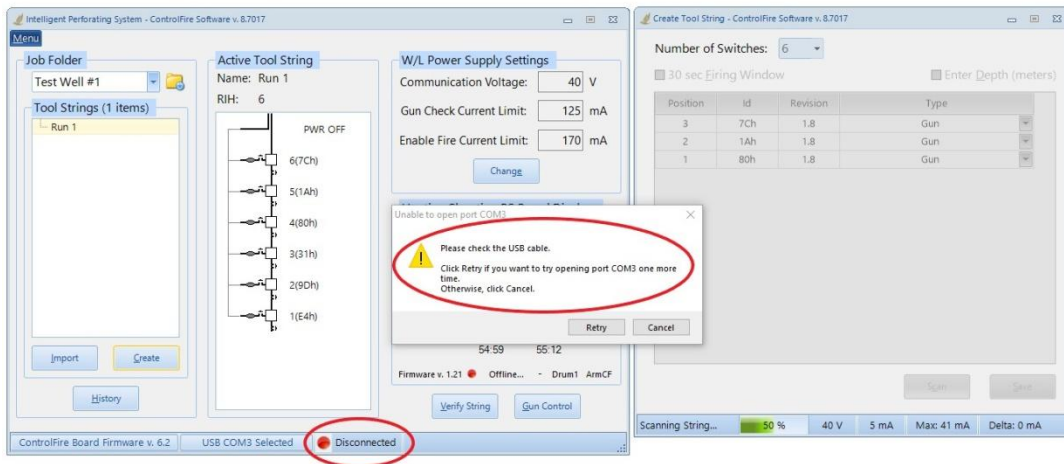 Intelligent Perforating System - ControlFire Software v. 8.7017
Menu
Job Folder
Test Well #1
Tool Strings (1 items)
Run 1
Import
Create
History
Active Tool String
Name: Run 1
RIH: 6
PWR OFF
6(7Ch)
5(1Ah)
4(80h)
3(31h)
2(9Dh)
1(E4h)
W/L Power Supply Settings
Communication Voltage: 40 V
Gun Check Current Limit: 125 mA
Enable Fire Current Limit: 170 mA
Change
Unable to open port COM3
Please check the USB cable.
Click Retry if you want to try opening port COM3 one more
time.
Otherwise, click Cancel.
Retry
Cancel
54:59 55:12
Firmware v. 1.21 Offline... - Drum1 ArmCF
Verify String
Gun Control
ControlFire Board Firmware v. 6.2
USB COM3 Selected
Disconnected
Create Tool String - ControlFire Software v. 8.7017
Number of Switches: 6
30 sec Firing Window
Enter Depth (meters)
Position Id Revision Type
3 7Ch 1.8 Gun
2 1Ah 1.8 Gun
1 80h 1.8 Gun
Scan
Save
Scanning String... 50 % 40 V 5 mA Max: 41 mA Delta: 0 mA